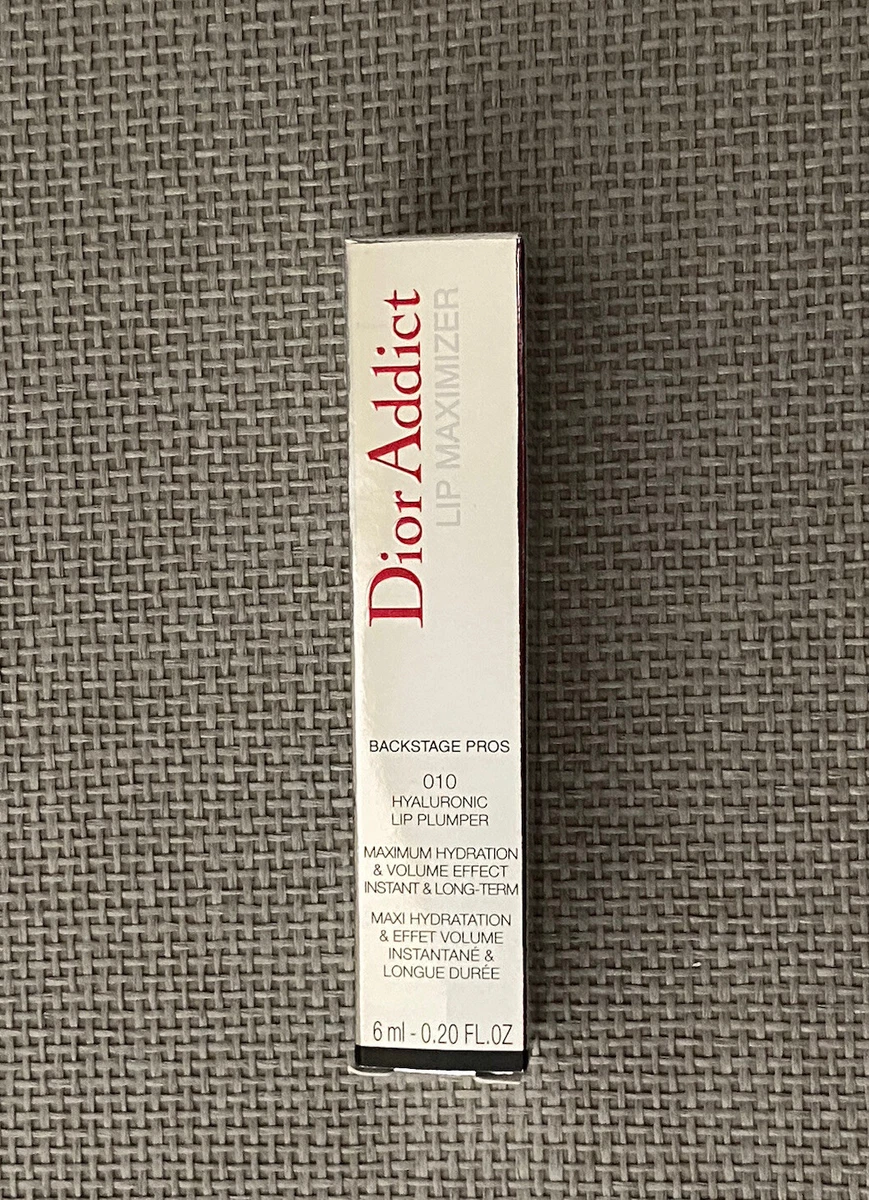 Dior Addict
LIP MAXIMIZER
BACKSTAGE PROS
010
HYALURONIC
LIP PLUMPER
MAXIMUM HYDRATION
& VOLUME EFFECT
INSTANT & LONG-TERM
MAXI HYDRATATION
& EFFET VOLUME
INSTANTANÉ &
LONGUE DURÉE
6 ml - 0.20 FL.OZ